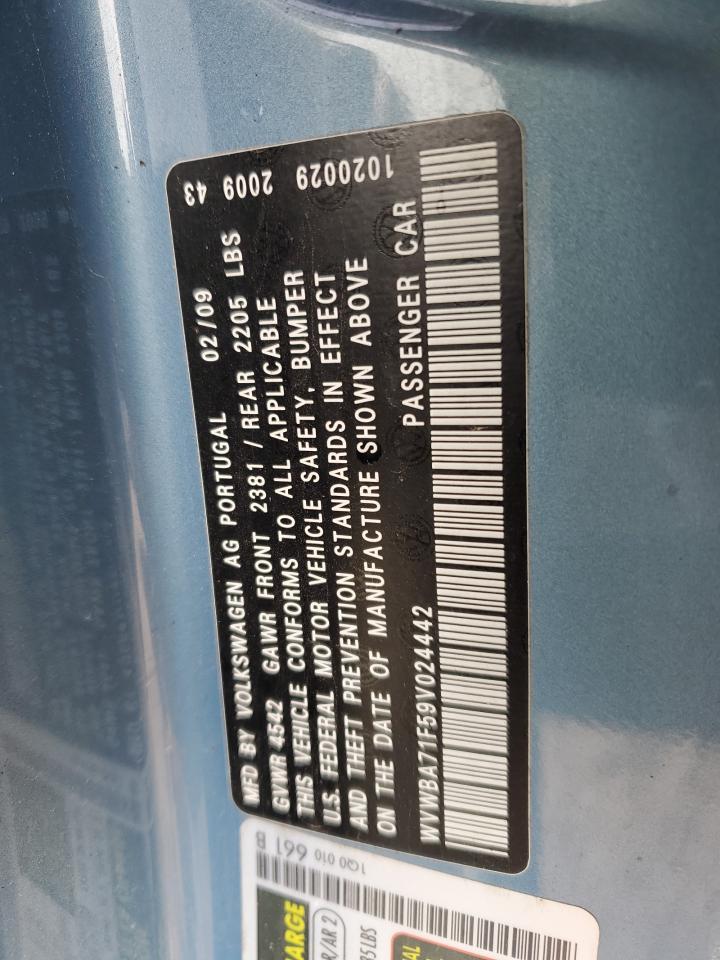 MFD BY VOLKSWAGEN AG PORTUGAL 02/09 2009 43
GVWR 4542 GAWR FRONT 2381 / REAR 2205 LBS
THIS VEHICLE CONFORMS TO ALL APPLICABLE 1020029
U.S. FEDERAL MOTOR VEHICLE SAFETY, BUMPER
AND THEFT PREVENTION STANDARDS IN EFFECT
ON THE DATE OF MANUFACTURE SHOWN ABOVE
WVWBA71F59V024442 PASSENGER CAR
1Q0 010 661 B